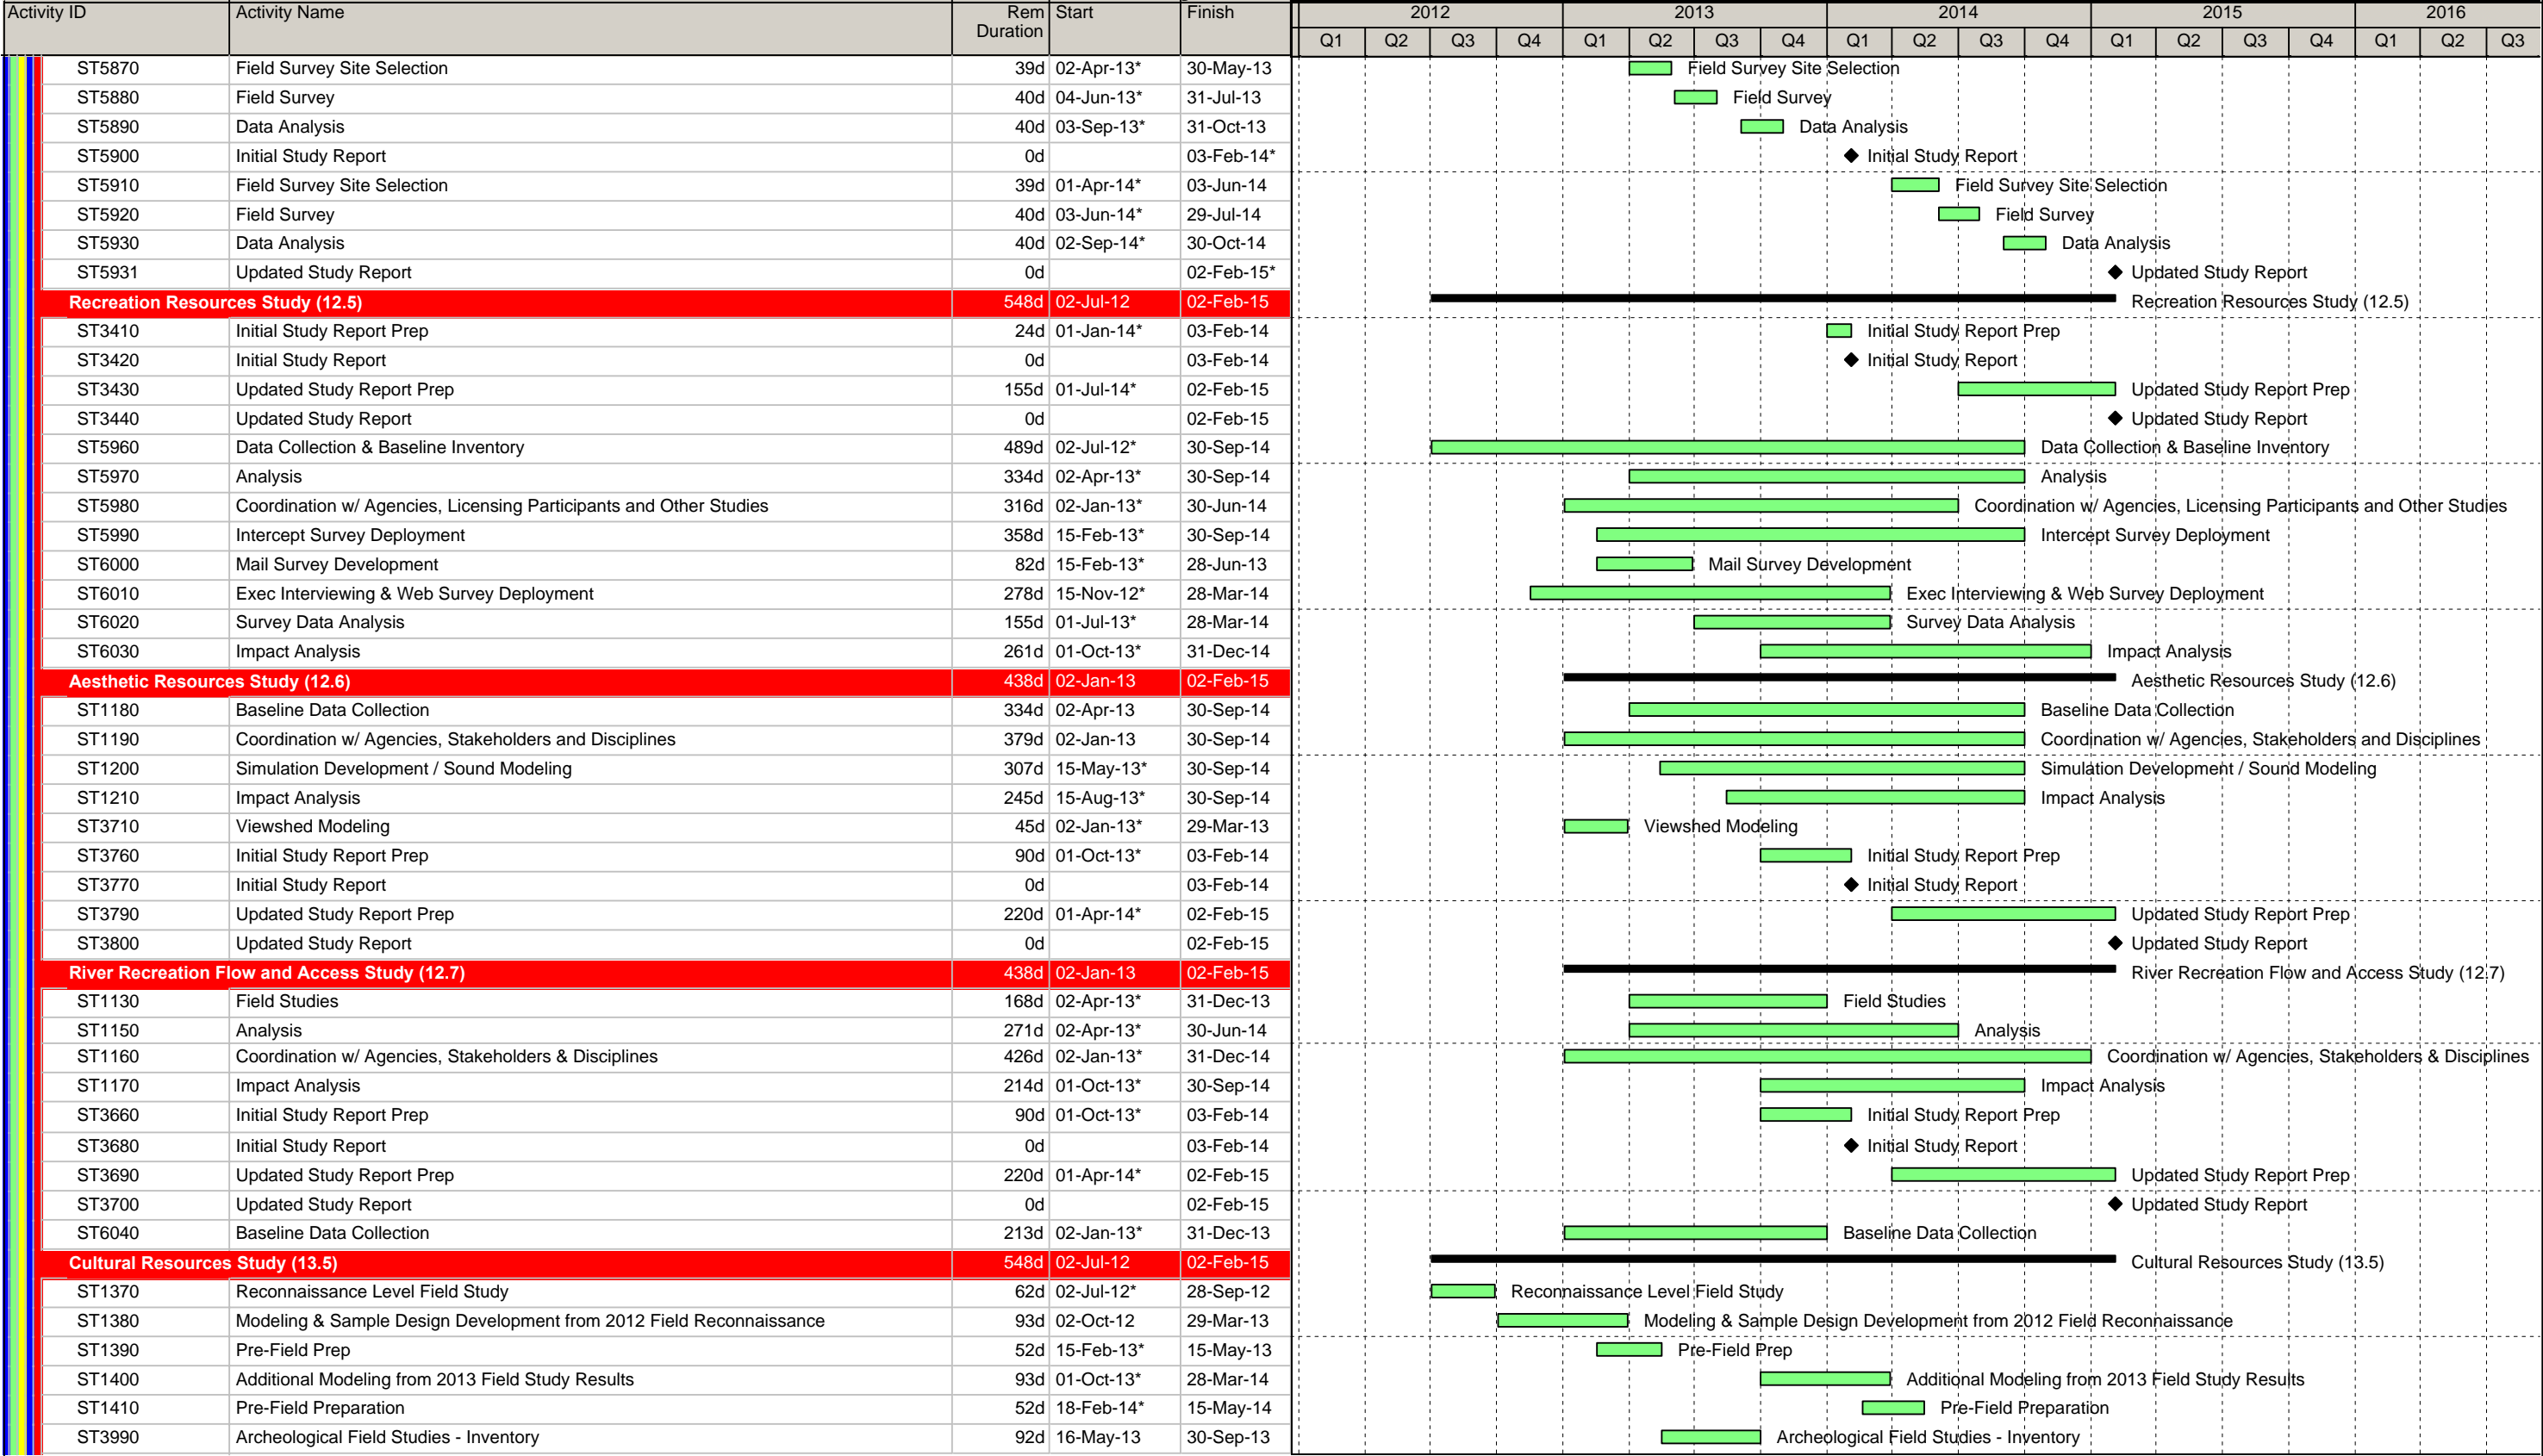 Activity ID Activity Name Rem Duration Start Finish 2012 2013 2014 2015 2016
Q1 Q2 Q3 Q4 Q1 Q2 Q3 Q4 Q1 Q2 Q3 Q4 Q1 Q2 Q3 Q4 Q1 Q2 Q3
ST5870 Field Survey Site Selection 39d 02-Apr-13* 30-May-13 Field Survey Site Selection
ST5880 Field Survey 40d 04-Jun-13* 31-Jul-13 Field Survey
ST5890 Data Analysis 40d 03-Sep-13* 31-Oct-13 Data Analysis
ST5900 Initial Study Report 0d 03-Feb-14* Initial Study Report
ST5910 Field Survey Site Selection 39d 01-Apr-14* 03-Jun-14 Field Survey Site Selection
ST5920 Field Survey 40d 03-Jun-14* 29-Jul-14 Field Survey
ST5930 Data Analysis 40d 02-Sep-14* 30-Oct-14 Data Analysis
ST5931 Updated Study Report 0d 02-Feb-15* Updated Study Report
Recreation Resources Study (12.5) 548d 02-Jul-12 02-Feb-15 Recreation Resources Study (12.5)
ST3410 Initial Study Report Prep 24d 01-Jan-14* 03-Feb-14 Initial Study Report Prep
ST3420 Initial Study Report 0d 03-Feb-14 Initial Study Report
ST3430 Updated Study Report Prep 155d 01-Jul-14* 02-Feb-15 Updated Study Report Prep
ST3440 Updated Study Report 0d 02-Feb-15 Updated Study Report
ST5960 Data Collection & Baseline Inventory 489d 02-Jul-12* 30-Sep-14 Data Collection & Baseline Inventory
ST5970 Analysis 334d 02-Apr-13* 30-Sep-14 Analysis
ST5980 Coordination w/ Agencies, Licensing Participants and Other Studies 316d 02-Jan-13* 30-Jun-14 Coordination w/ Agencies, Licensing Participants and Other Studies
ST5990 Intercept Survey Deployment 358d 15-Feb-13* 30-Sep-14 Intercept Survey Deployment
ST6000 Mail Survey Development 82d 15-Feb-13* 28-Jun-13 Mail Survey Development
ST6010 Exec Interviewing & Web Survey Deployment 278d 15-Nov-12* 28-Mar-14 Exec Interviewing & Web Survey Deployment
ST6020 Survey Data Analysis 155d 01-Jul-13* 28-Mar-14 Survey Data Analysis
ST6030 Impact Analysis 261d 01-Oct-13* 31-Dec-14 Impact Analysis
Aesthetic Resources Study (12.6) 438d 02-Jan-13 02-Feb-15 Aesthetic Resources Study (12.6)
ST1180 Baseline Data Collection 334d 02-Apr-13 30-Sep-14 Baseline Data Collection
ST1190 Coordination w/ Agencies, Stakeholders and Disciplines 379d 02-Jan-13 30-Sep-14 Coordination w/ Agencies, Stakeholders and Disciplines
ST1200 Simulation Development / Sound Modeling 307d 15-May-13* 30-Sep-14 Simulation Development / Sound Modeling
ST1210 Impact Analysis 245d 15-Aug-13* 30-Sep-14 Impact Analysis
ST3710 Viewshed Modeling 45d 02-Jan-13* 29-Mar-13 Viewshed Modeling
ST3760 Initial Study Report Prep 90d 01-Oct-13* 03-Feb-14 Initial Study Report Prep
ST3770 Initial Study Report 0d 03-Feb-14 Initial Study Report
ST3790 Updated Study Report Prep 220d 01-Apr-14* 02-Feb-15 Updated Study Report Prep
ST3800 Updated Study Report 0d 02-Feb-15 Updated Study Report
River Recreation Flow and Access Study (12.7) 438d 02-Jan-13 02-Feb-15 River Recreation Flow and Access Study (12.7)
ST1130 Field Studies 168d 02-Apr-13* 31-Dec-13 Field Studies
ST1150 Analysis 271d 02-Apr-13* 30-Jun-14 Analysis
ST1160 Coordination w/ Agencies, Stakeholders & Disciplines 426d 02-Jan-13* 31-Dec-14 Coordination w/ Agencies, Stakeholders & Disciplines
ST1170 Impact Analysis 214d 01-Oct-13* 30-Sep-14 Impact Analysis
ST3660 Initial Study Report Prep 90d 01-Oct-13* 03-Feb-14 Initial Study Report Prep
ST3680 Initial Study Report 0d 03-Feb-14 Initial Study Report
ST3690 Updated Study Report Prep 220d 01-Apr-14* 02-Feb-15 Updated Study Report Prep
ST3700 Updated Study Report 0d 02-Feb-15 Updated Study Report
ST6040 Baseline Data Collection 213d 02-Jan-13* 31-Dec-13 Baseline Data Collection
Cultural Resources Study (13.5) 548d 02-Jul-12 02-Feb-15 Cultural Resources Study (13.5)
ST1370 Reconnaissance Level Field Study 62d 02-Jul-12* 28-Sep-12 Reconnaissance Level Field Study
ST1380 Modeling & Sample Design Development from 2012 Field Reconnaissance 93d 02-Oct-12 29-Mar-13 Modeling & Sample Design Development from 2012 Field Reconnaissance
ST1390 Pre-Field Prep 52d 15-Feb-13* 15-May-13 Pre-Field Prep
ST1400 Additional Modeling from 2013 Field Study Results 93d 01-Oct-13* 28-Mar-14 Additional Modeling from 2013 Field Study Results
ST1410 Pre-Field Preparation 52d 18-Feb-14* 15-May-14 Pre-Field Preparation
ST3990 Archeological Field Studies - Inventory 92d 16-May-13 30-Sep-13 Archeological Field Studies - Inventory